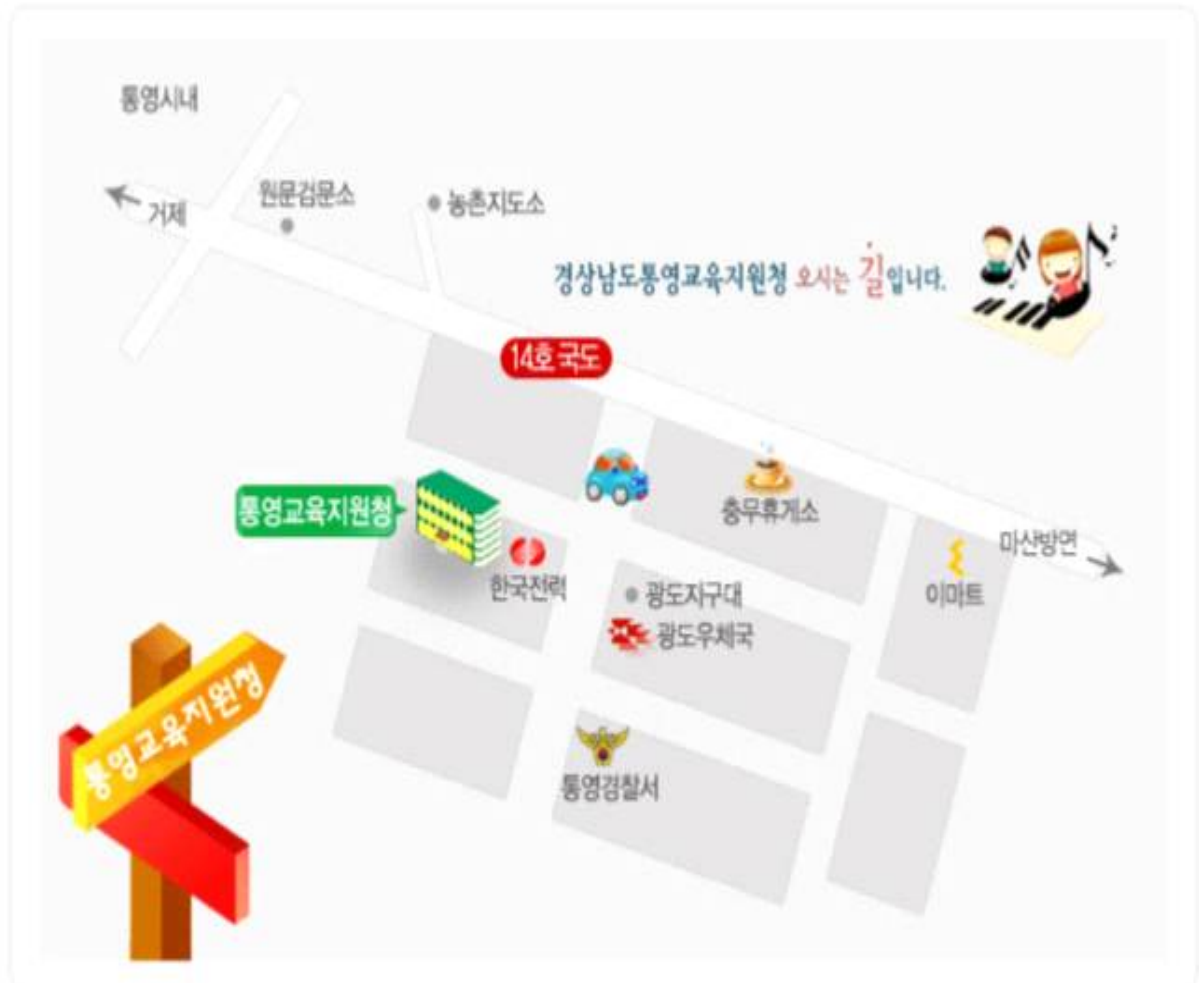 통영시내
거제
원문검문소
농촌지도소
경상남도통영교육지원청 오시는 길입니다.
14호 국도
통영교육지원청
충무휴게소
마산방면
한국전력
광도지구대
이마트
광도우체국
통영교육지원청
통영경찰서